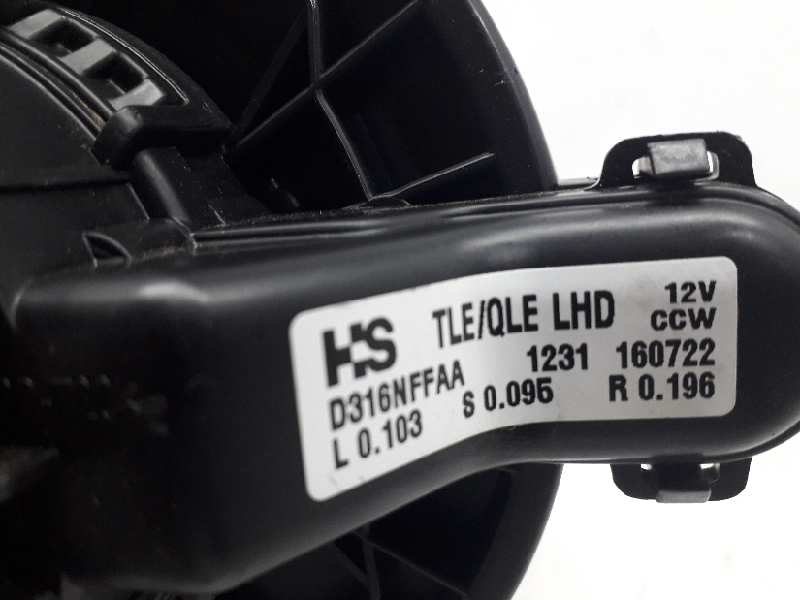 HS TLE/QLE LHD 12V
CCW
D316NFFAA 1231 160722
L 0.103 S 0.095 R 0.196